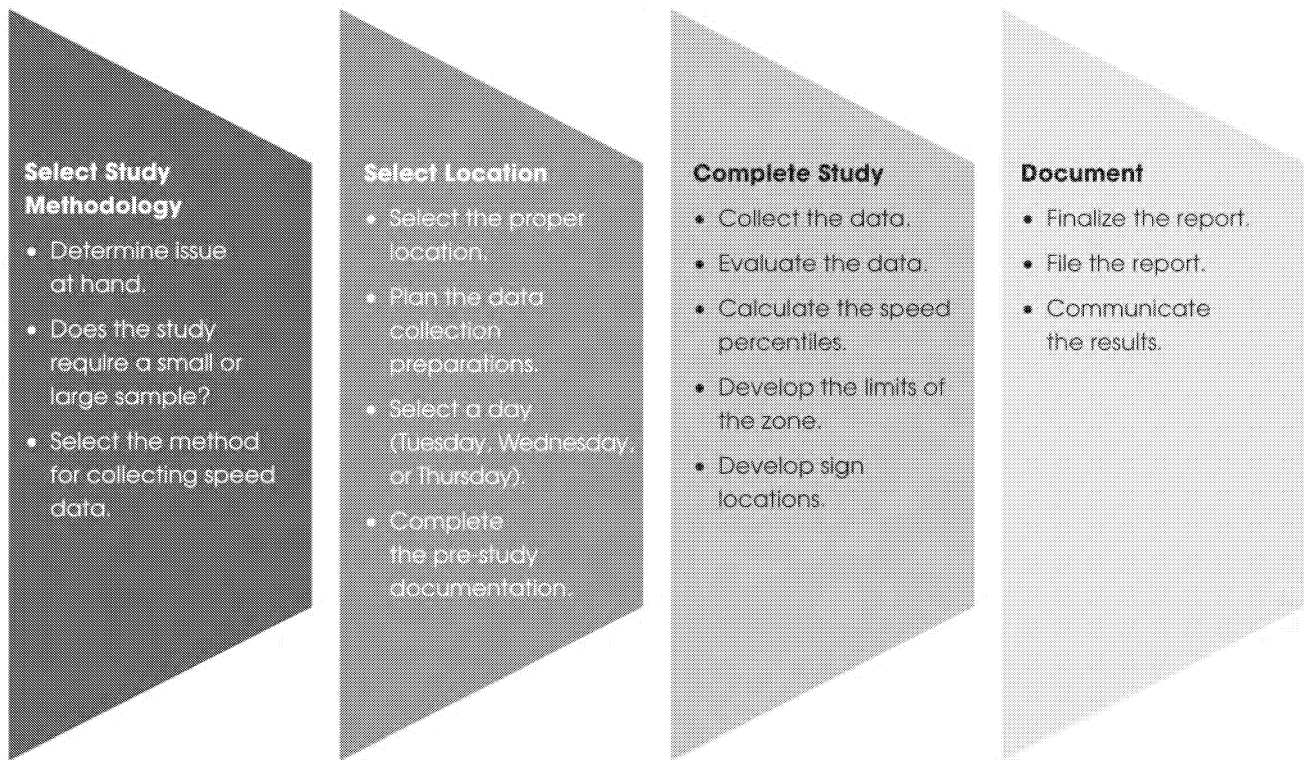 Select Study
Methodology
• Determine issue
at hand.
• Does the study
require a small or
large sample?
• Select the method
for collecting speed
data.
Select Location
• Select the proper
location.
• Plan the data
collection
preparations.
• Select a day
(Tuesday, Wednesday,
or Thursday).
• Complete
the pre-study
documentation.
Complete Study
• Collect the data.
• Evaluate the data.
• Calculate the speed
percentiles.
• Develop the limits of
the zone.
• Develop sign
locations.
Document
• Finalize the report.
• File the report.
• Communicate
the results.